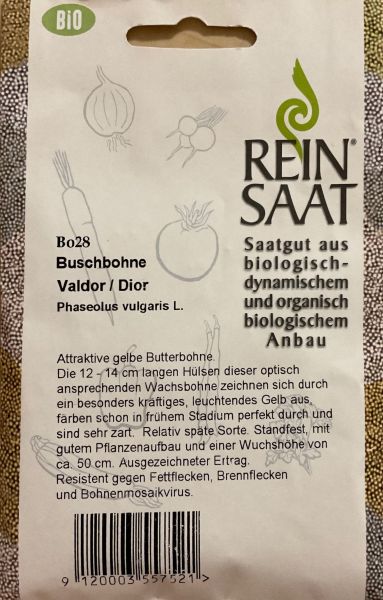 BIO
REIN®
SAAT
Saatgut aus
biologisch-
dynamischem
und organisch
biologischem
Anbau
Bo28
Buschbohne
Valdor / Dior
Phaseolus vulgaris L.
Attraktive gelbe Butterbohne.
Die 12 - 14 cm langen Hülsen dieser optisch
ansprechenden Wachsbohne zeichnen sich durch
ein besonders kräftiges, leuchtendes Gelb aus,
färben schon in frühem Stadium perfekt durch und
sind sehr zart. Relativ späte Sorte. Standfest, mit
gutem Pflanzenaufbau und einer Wuchshöhe von
ca. 50 cm. Ausgezeichneter Ertrag.
Resistent gegen Fettflecken, Brennflecken
und Bohnenmosaikvirus.
9 120003 557521 >